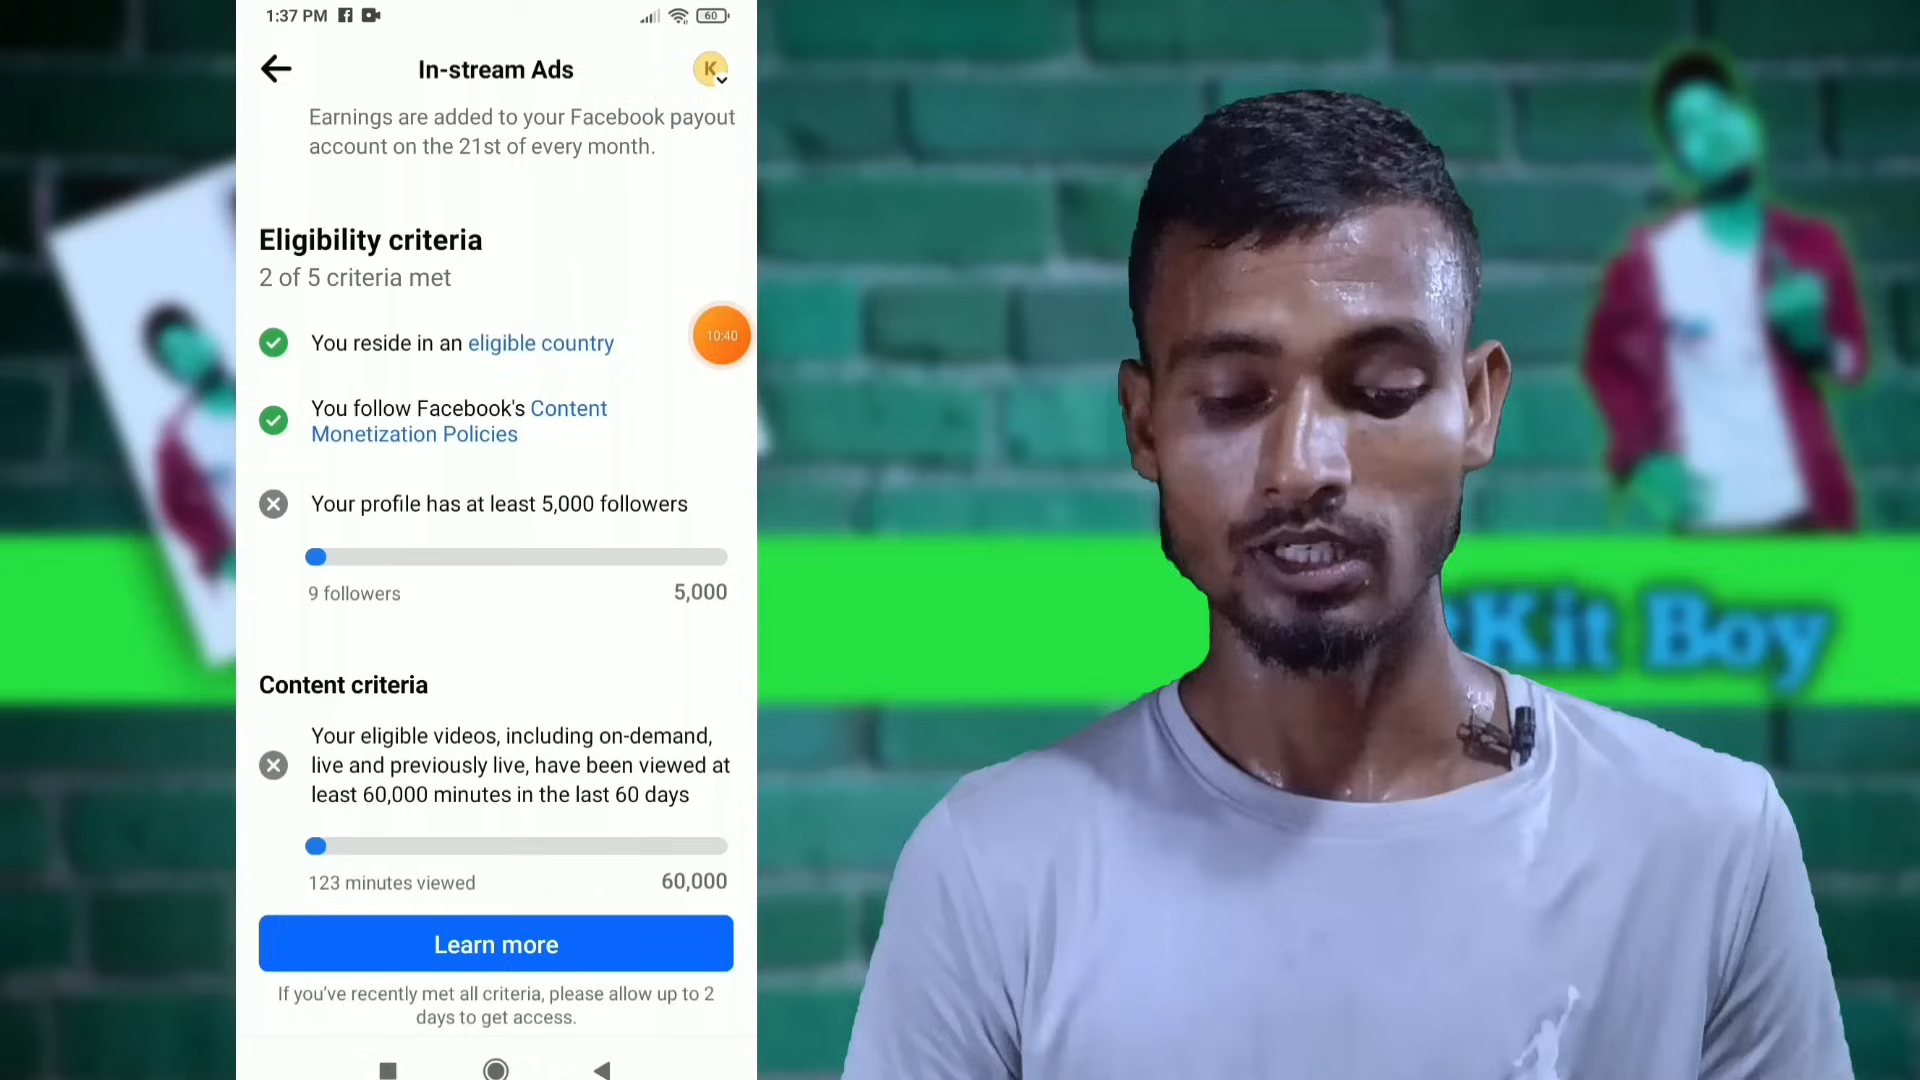 1:37 PM
60
In-stream Ads
K
Earnings are added to your Facebook payout
account on the 21st of every month.
Eligibility criteria
2 of 5 criteria met
10:40
You reside in an eligible country
You follow Facebook's Content
Monetization Policies
Your profile has at least 5,000 followers
9 followers
5,000
Content criteria
Your eligible videos, including on-demand,
live and previously live, have been viewed at
least 60,000 minutes in the last 60 days
123 minutes viewed
60,000
Learn more
If you've recently met all criteria, please allow up to 2
days to get access.
Kit Boy